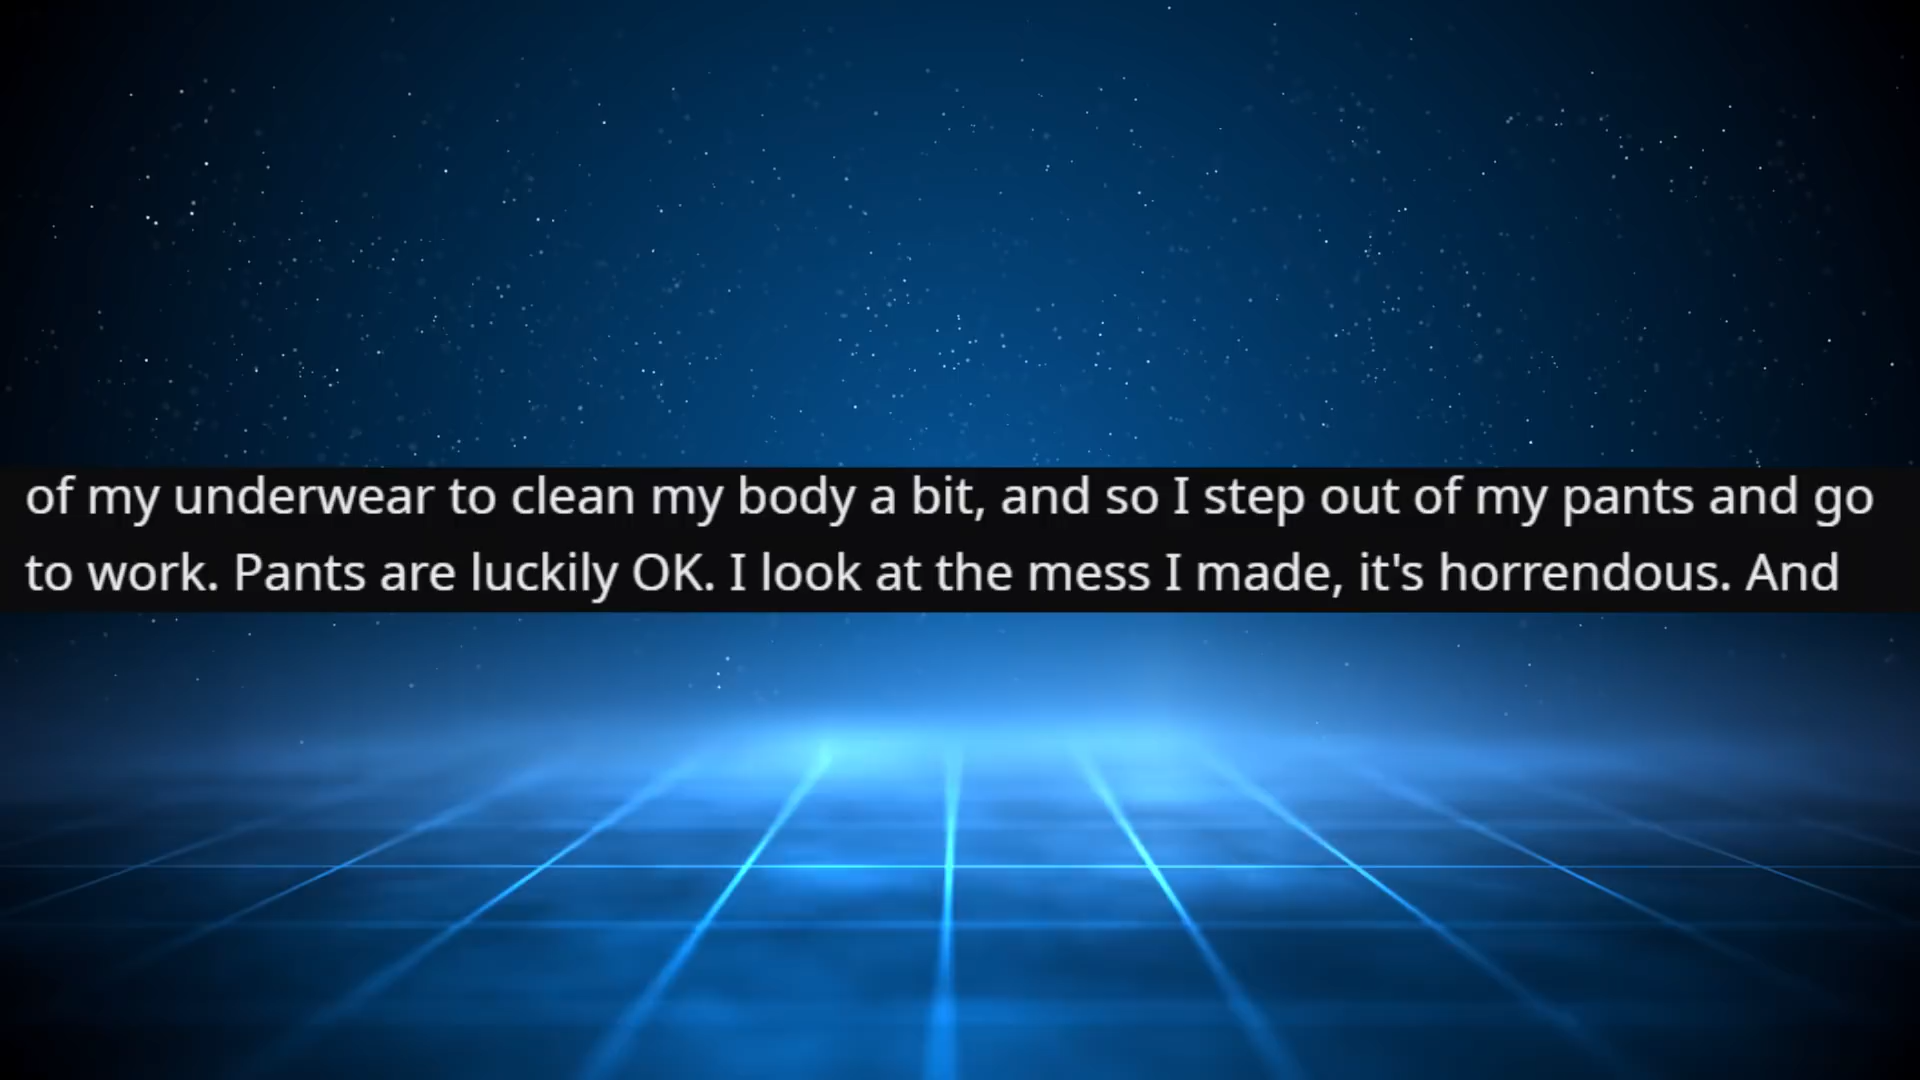 of my underwear to clean my body a bit, and so I step out of my pants and go
to work. Pants are luckily OK. I look at the mess I made, it's horrendous. And